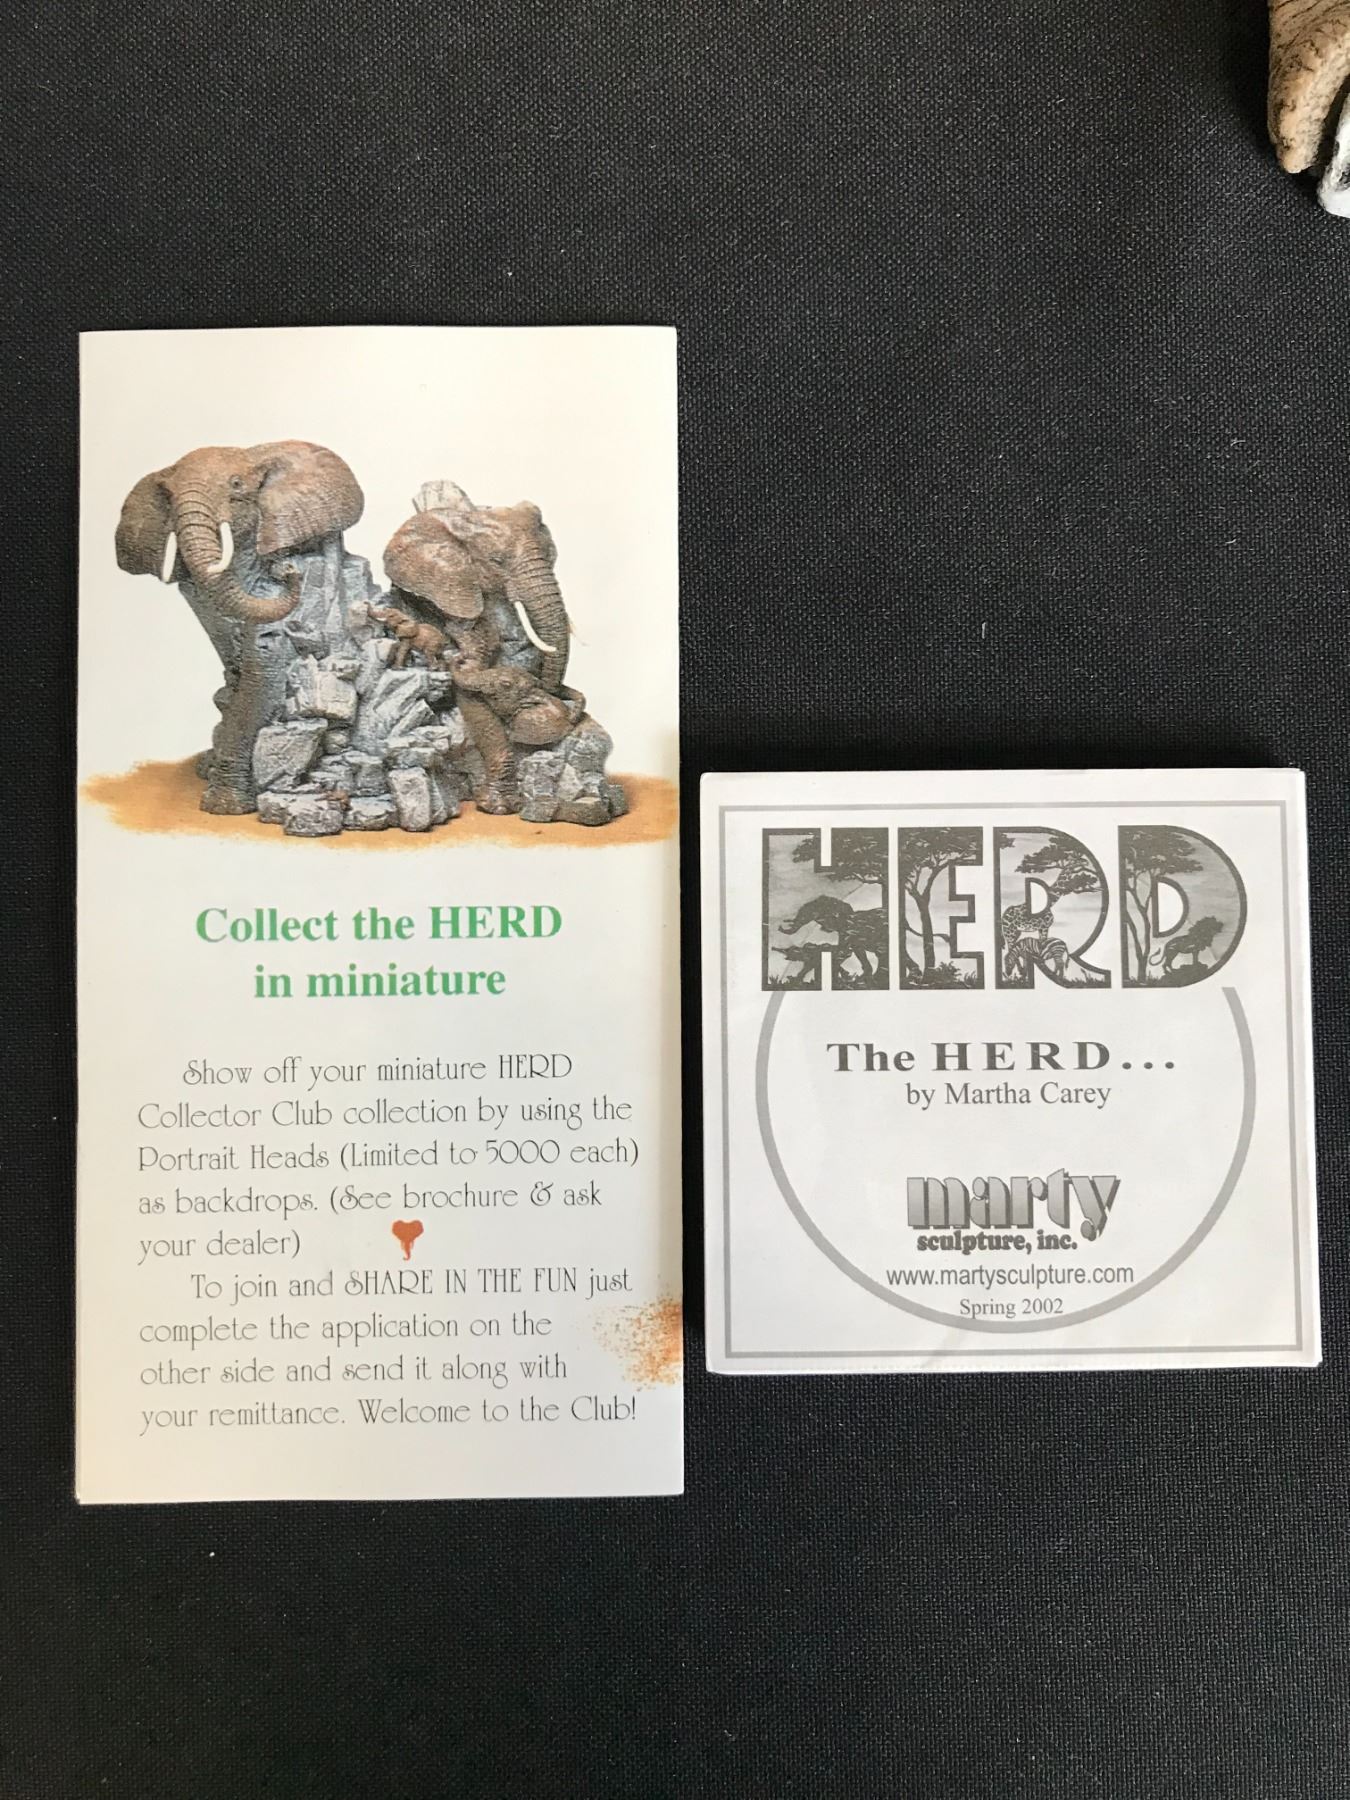 Collect the HERD
in miniature
Show off your miniature HERD
Collector Club collection by using the
Portrait Heads (Limited to 5000 each)
as backdrops. (See brochure & ask
your dealer)
To join and SHARE IN THE FUN just
complete the application on the
other side and send it along with
your remittance. Welcome to the Club!
HERD
The HERD...
by Martha Carey
marty
sculpture, inc.
www.martysculpture.com
Spring 2002